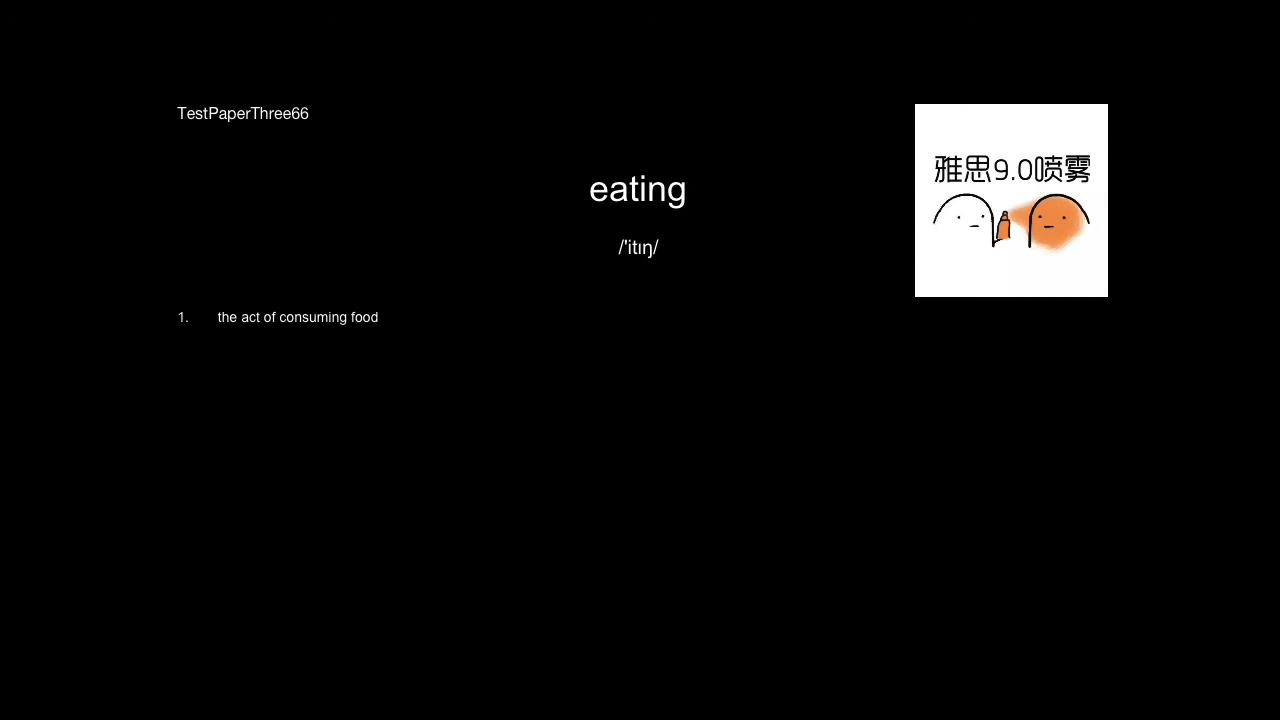 TestPaperThree66
雅思9.0喷雾
eating
/'itɪŋ/
1. the act of consuming food